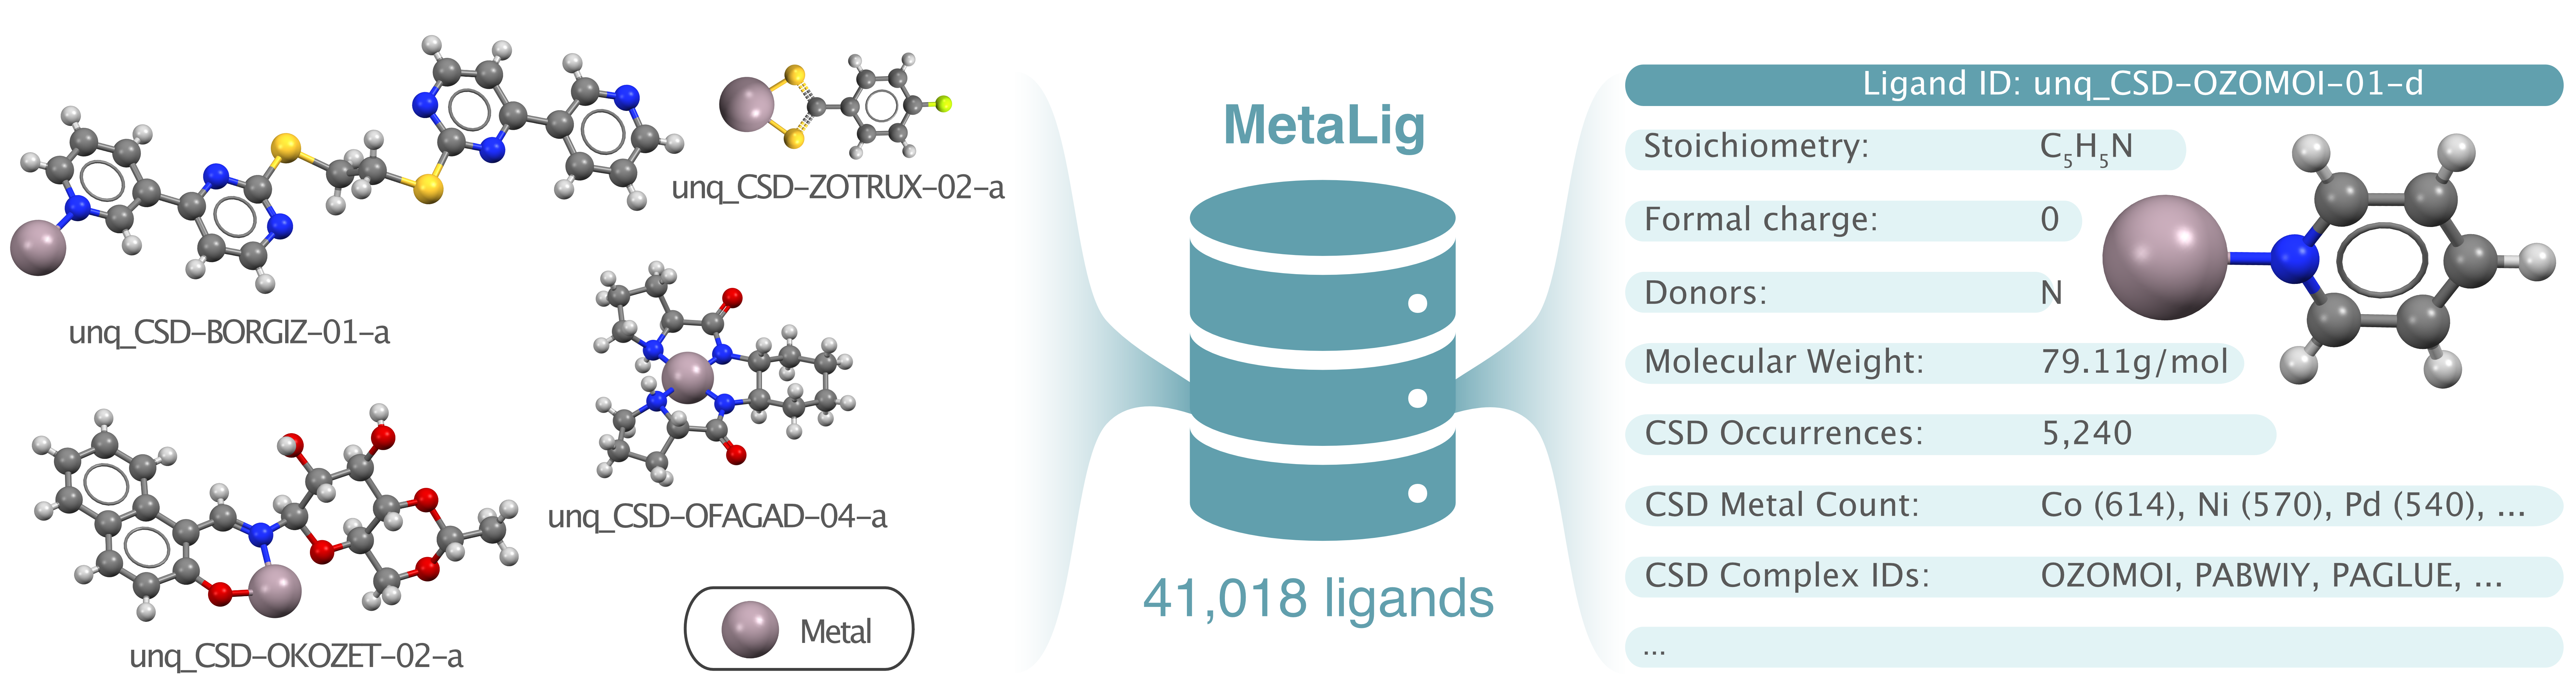 unq_CSD-BORGIZ-01-a
unq_CSD-ZOTRUX-02-a
unq_CSD-OFAGAD-04-a
unq_CSD-OKOZET-02-a
Metal
MetaLig
41,018 ligands
Ligand ID: unq_CSD-OZOMOI-01-d
Stoichiometry: C₅H₅N
Formal charge: 0
Donors: N
Molecular Weight: 79.11g/mol
CSD Occurrences: 5,240
CSD Metal Count: Co (614), Ni (570), Pd (540), ...
CSD Complex IDs: OZOMOI, PABWIY, PAGLUE, ...
...